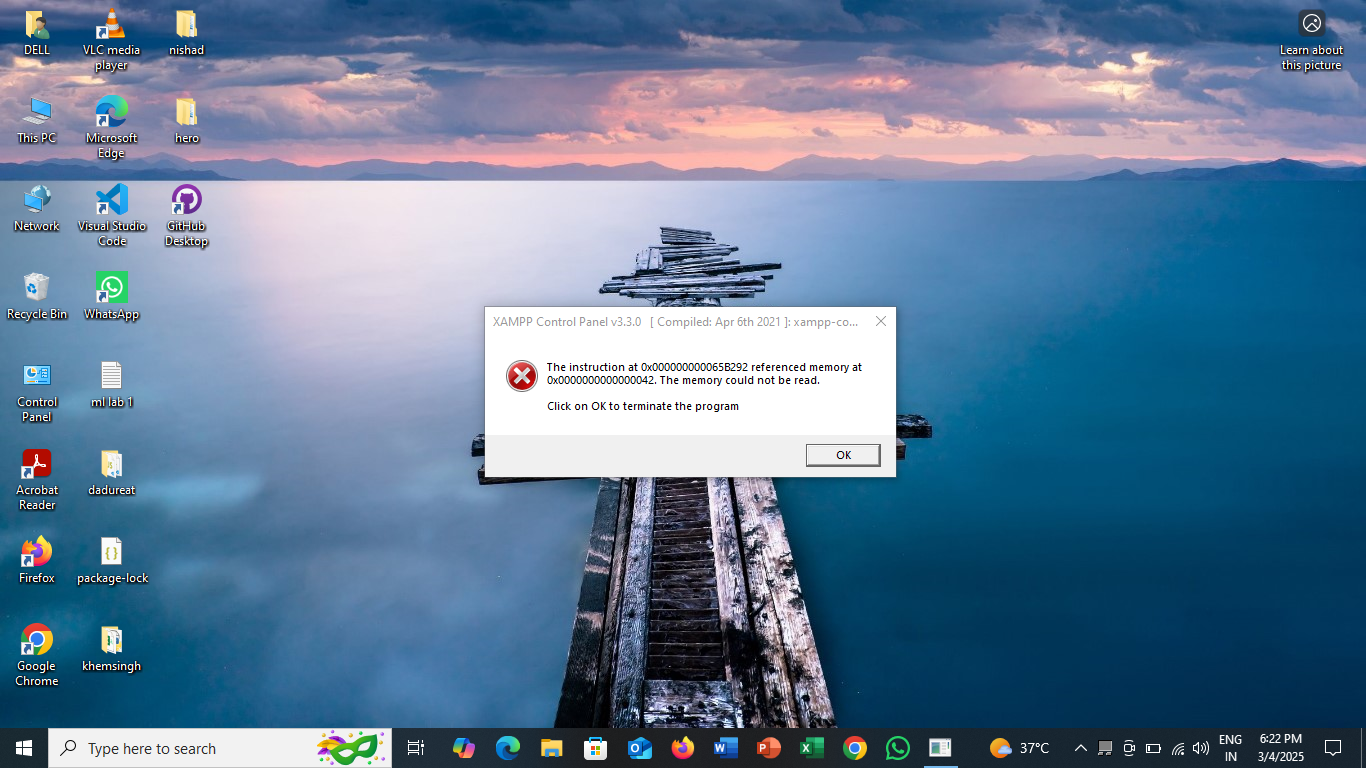 DELL
VLC media
player
nishad
Learn about
this picture
This PC
Microsoft
Edge
hero
Network
Visual Studio
Code
GitHub
Desktop
Recycle Bin
WhatsApp
XAMPP Control Panel v3.3.0 [ Compiled: Apr 6th 2021 ]: xampp-co...
The instruction at 0x000000000065B292 referenced memory at
0x0000000000000042. The memory could not be read.
Click on OK to terminate the program
OK
Control
Panel
ml lab 1
Acrobat
Reader
dadureat
Firefox
package-lock
Google
Chrome
khemsingh
Type here to search
37°C
ENG
IN
6:22 PM
3/4/2025